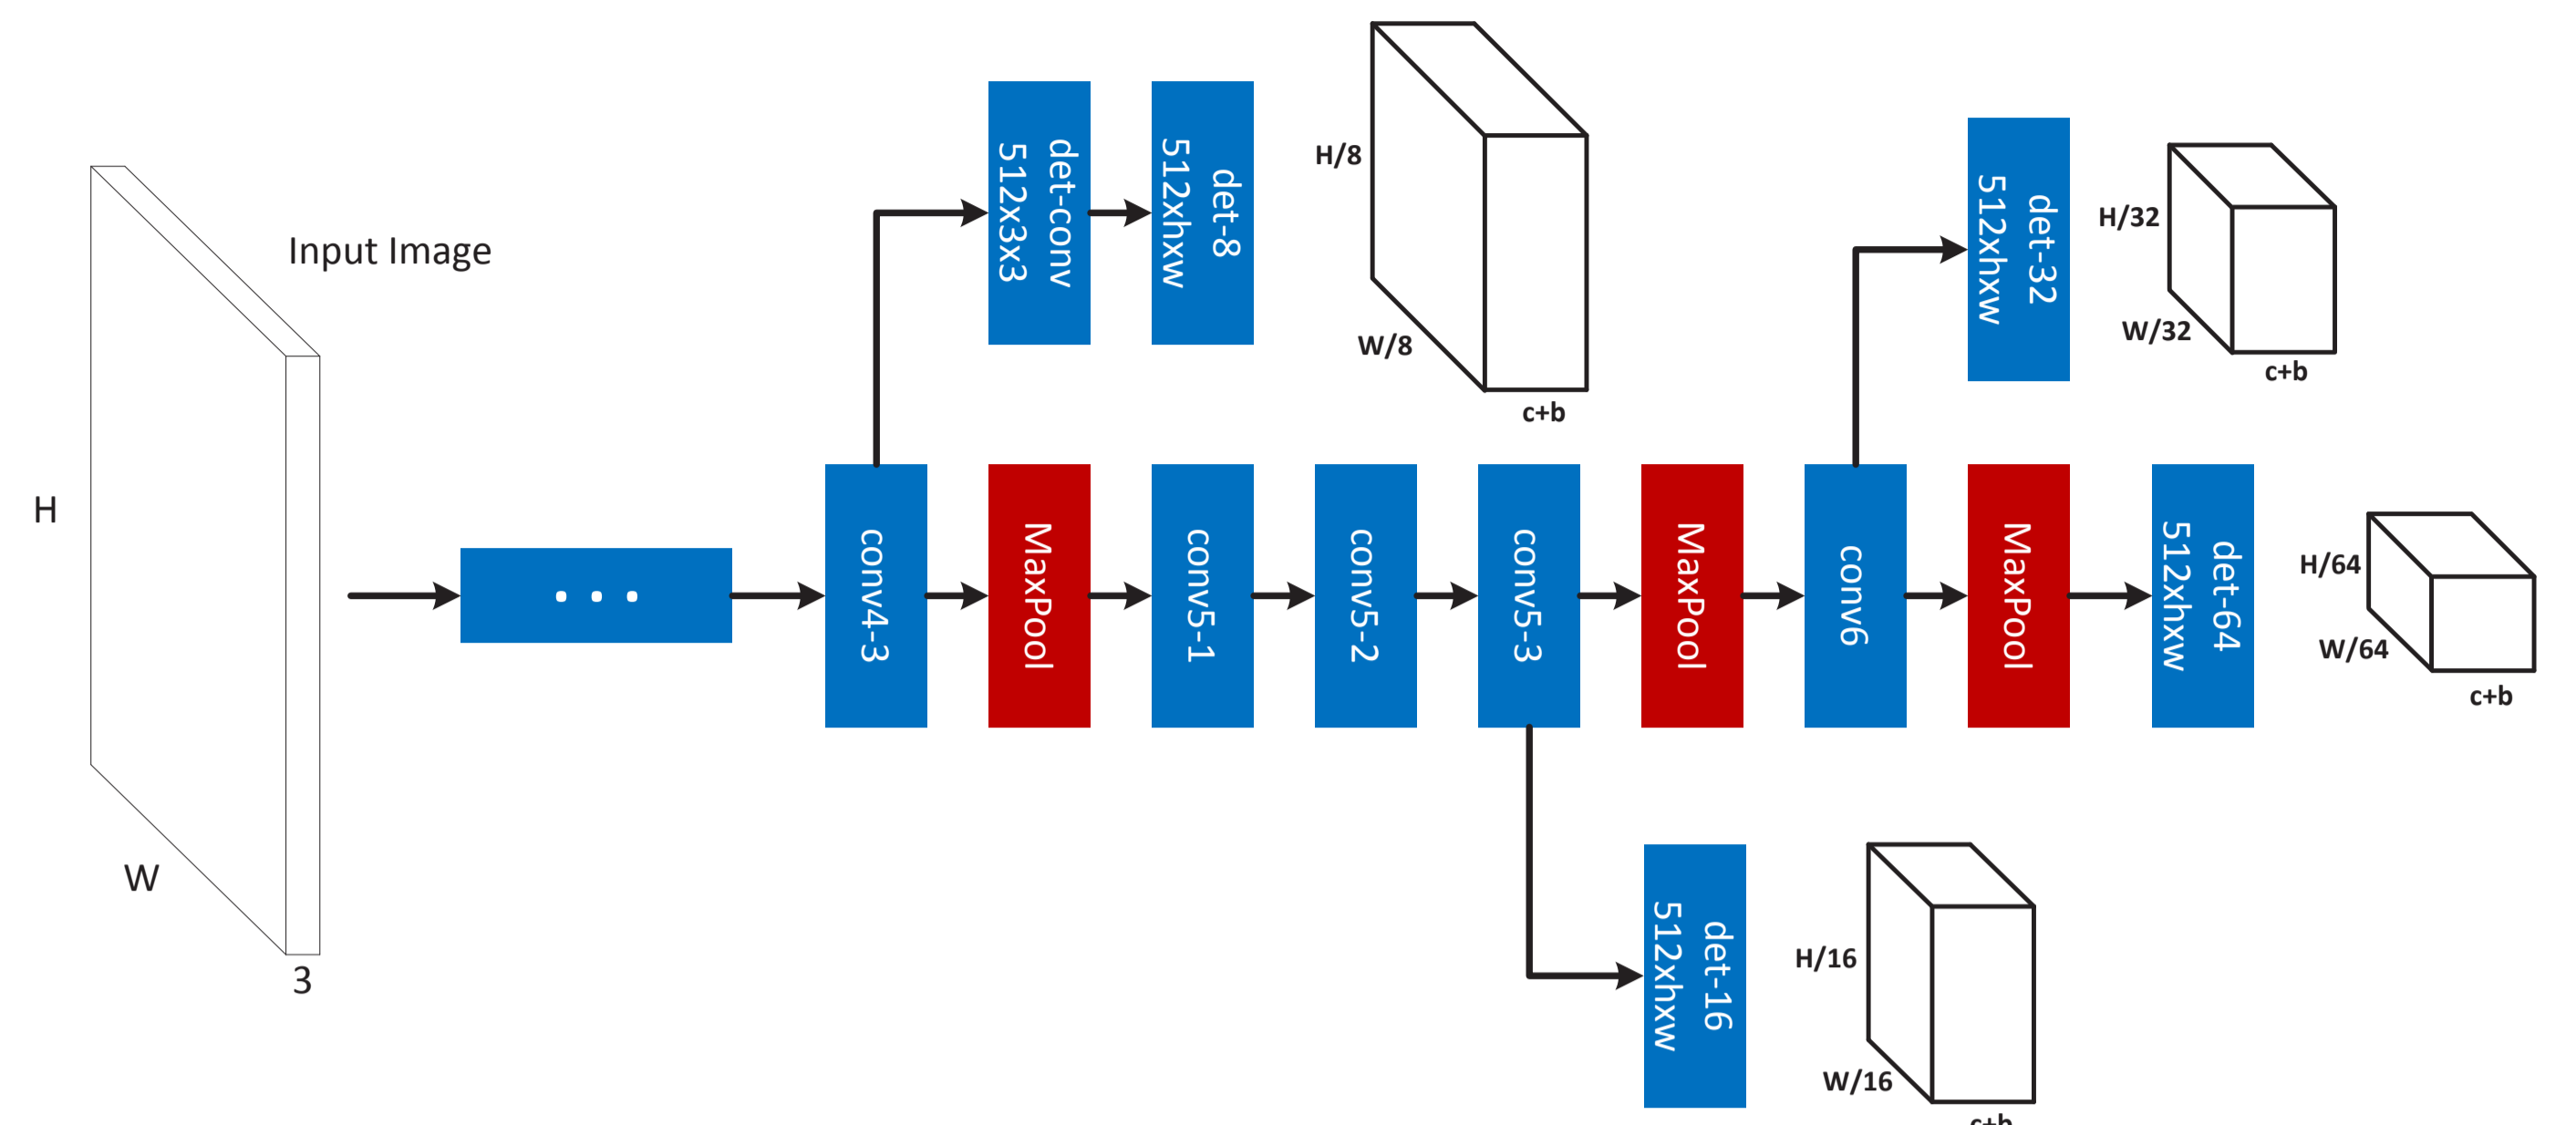 Input Image
H
W
3
. . .
det-conv
512x3x3
det-8
512xhxw
H/8
W/8
c+b
det-32
512xhxw
H/32
W/32
c+b
conv4-3
MaxPool
conv5-1
conv5-2
conv5-3
MaxPool
conv6
MaxPool
det-64
512xhxw
H/64
W/64
c+b
det-16
512xhxw
H/16
W/16
c+b